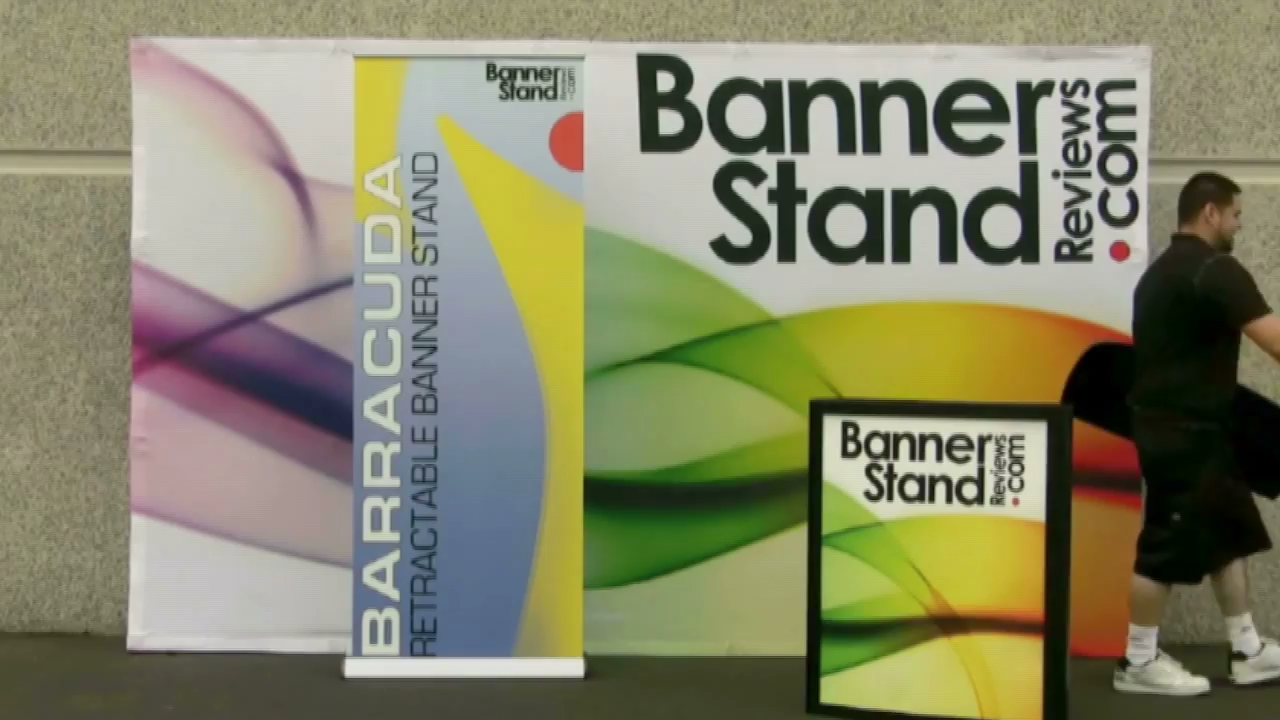 Banner
Stand
Reviews
.com
BARRACUDA
RETRACTABLE BANNER STAND
Banner
Stand
Reviews
.com
Banner
Stand
Reviews
.com